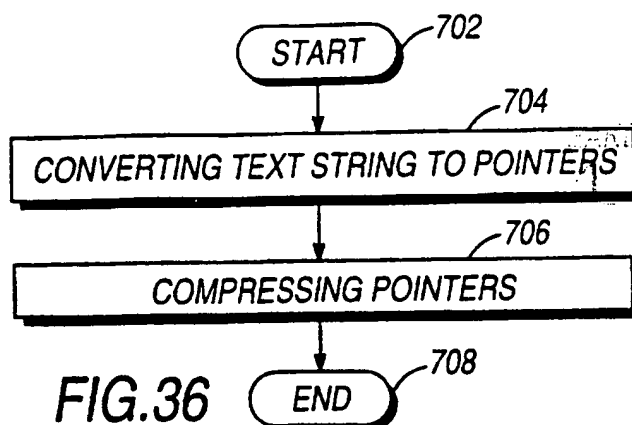 702
START
704
CONVERTING TEXT STRING TO POINTERS
706
COMPRESSING POINTERS
708
FIG.36
END